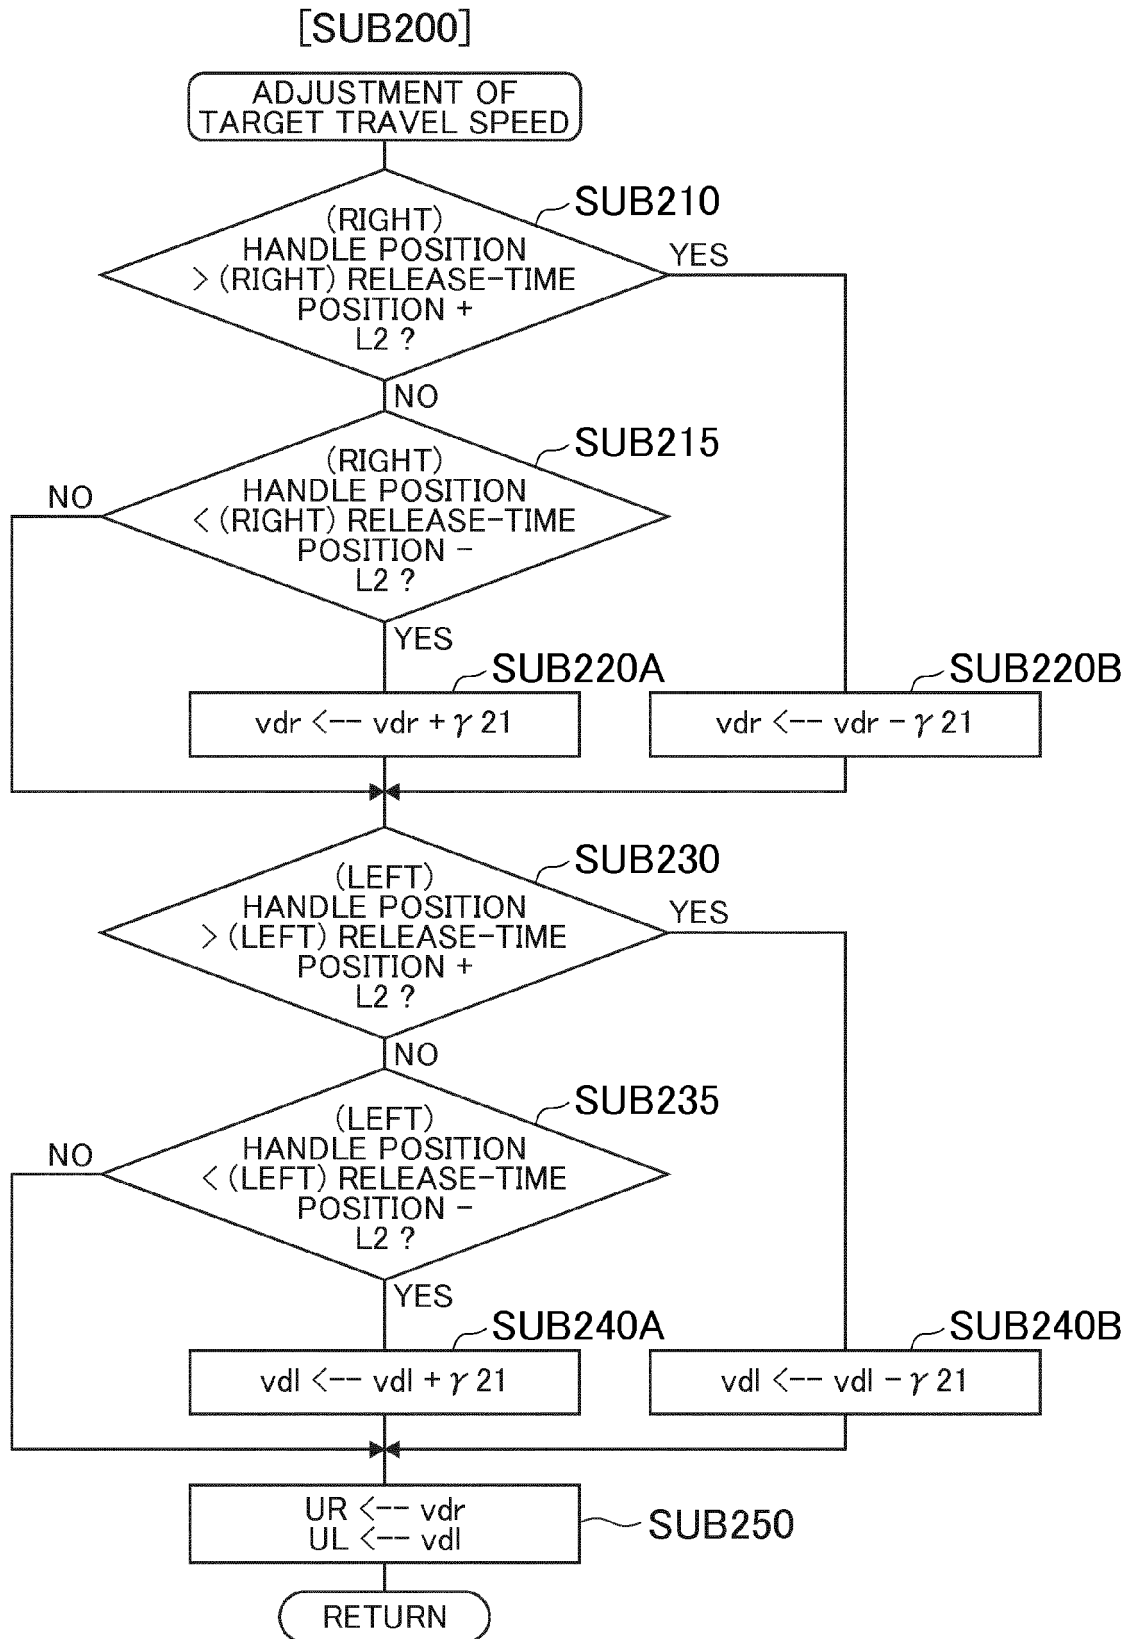 [SUB200]
ADJUSTMENT OF
TARGET TRAVEL SPEED
SUB210
(RIGHT)
HANDLE POSITION
> (RIGHT) RELEASE-TIME
POSITION +
L2 ?
YES
NO
SUB215
(RIGHT)
HANDLE POSITION
< (RIGHT) RELEASE-TIME
POSITION -
L2 ?
NO
YES
SUB220A
vdr <-- vdr + γ 21
SUB220B
vdr <-- vdr - γ 21
SUB230
(LEFT)
HANDLE POSITION
> (LEFT) RELEASE-TIME
POSITION +
L2 ?
YES
NO
SUB235
(LEFT)
HANDLE POSITION
< (LEFT) RELEASE-TIME
POSITION -
L2 ?
NO
YES
SUB240A
vdl <-- vdl + γ 21
SUB240B
vdl <-- vdl - γ 21
UR <-- vdr
UL <-- vdl
SUB250
RETURN